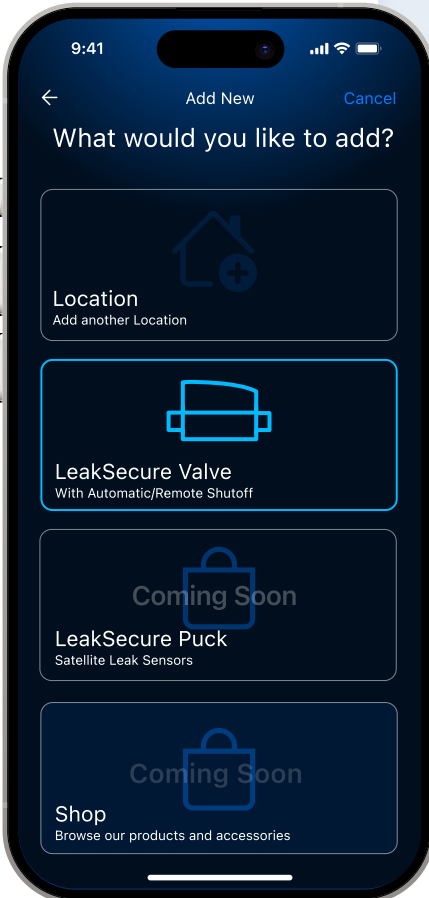 9:41
Add New
Cancel
What would you like to add?
Location
Add another Location
LeakSecure Valve
With Automatic/Remote Shutoff
Coming Soon
LeakSecure Puck
Satellite Leak Sensors
Coming Soon
Shop
Browse our products and accessories